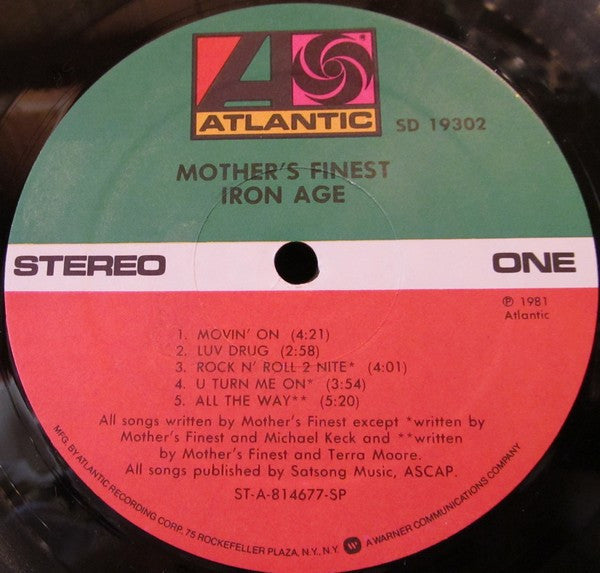 ATLANTIC
SD 19302
MOTHER'S FINEST
IRON AGE
STEREO
ONE
℗ 1981
Atlantic
1. MOVIN' ON (4:21)
2. LUV DRUG (2:58)
3. ROCK N' ROLL 2 NITE* (4:01)
4. U TURN ME ON* (3:54)
5. ALL THE WAY** (5:20)
All songs written by Mother's Finest except *written by
Mother's Finest and Michael Keck and **written
by Mother's Finest and Terra Moore.
All songs published by Satsong Music, ASCAP.
ST-A-814677-SP
MFG. BY ATLANTIC RECORDING CORP. 75 ROCKEFELLER PLAZA, N.Y., N.Y. A WARNER COMMUNICATIONS COMPANY